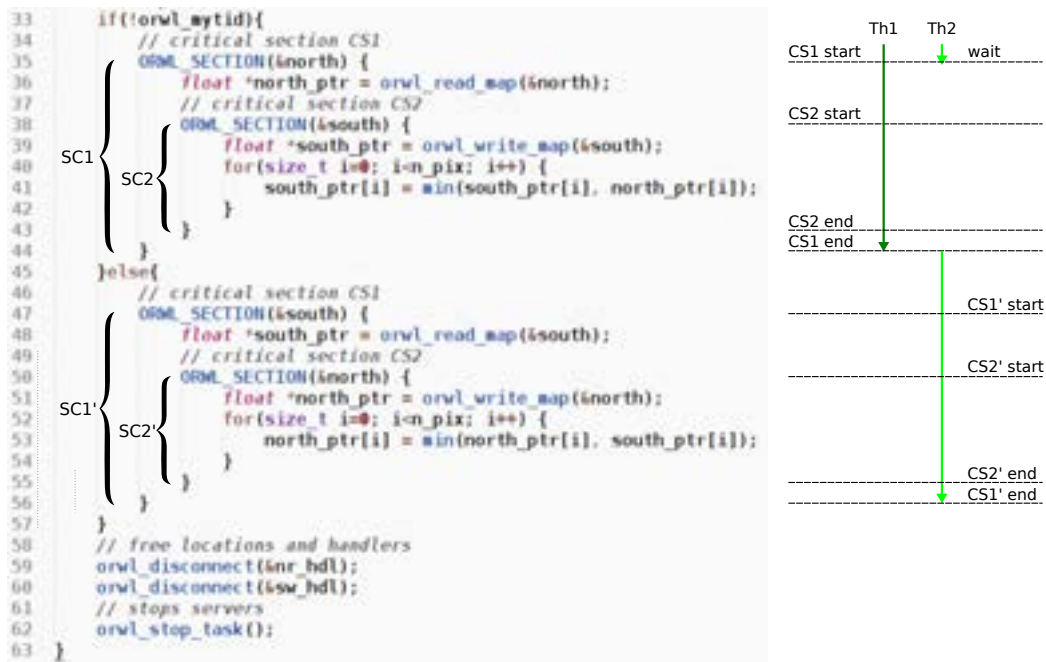 33 if(!orwl_mytid){
34 // critical section CS1
35 ORWL_SECTION(&north) {
36 float *north_ptr = orwl_read_map(&north);
37 // critical section CS2
38 ORWL_SECTION(&south) {
39 float *south_ptr = orwl_write_map(&south);
40 for(size_t i=0; i<n_pix; i++) {
41 south_ptr[i] = min(south_ptr[i], north_ptr[i]);
42 }
43 }
44 }
45 }else{
46 // critical section CS1
47 ORWL_SECTION(&south) {
48 float *south_ptr = orwl_read_map(&south);
49 // critical section CS2
50 ORWL_SECTION(&north) {
51 float *north_ptr = orwl_write_map(&north);
52 for(size_t i=0; i<n_pix; i++) {
53 north_ptr[i] = min(north_ptr[i], south_ptr[i]);
54 }
55 }
56 }
57 }
58 // free locations and handlers
59 orwl_disconnect(&nr_hdl);
60 orwl_disconnect(&sw_hdl);
61 // stops servers
62 orwl_stop_task();
63 }
SC1
SC2
SC1'
SC2'
Th1 Th2
CS1 start wait
CS2 start
CS2 end
CS1 end
CS1' start
CS2' start
CS2' end
CS1' end